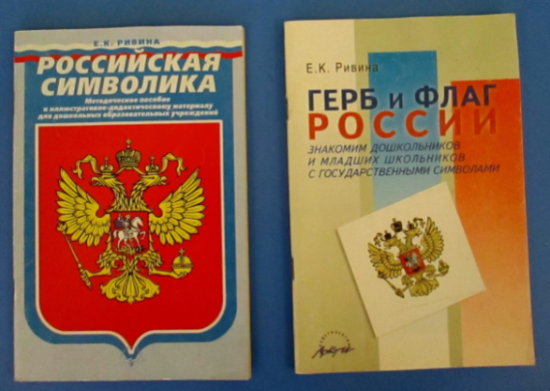 Е.К. РИВИНА
РОССИЙСКАЯ
СИМВОЛИКА
Методическое пособие
к иллюстративно-дидактическому материалу
для дошкольных образовательных учреждений
Е.К. Ривина
ГЕРБ И ФЛАГ
РОССИИ
ЗНАКОМИМ ДОШКОЛЬНИКОВ
И МЛАДШИХ ШКОЛЬНИКОВ
С ГОСУДАРСТВЕННЫМИ СИМВОЛАМИ